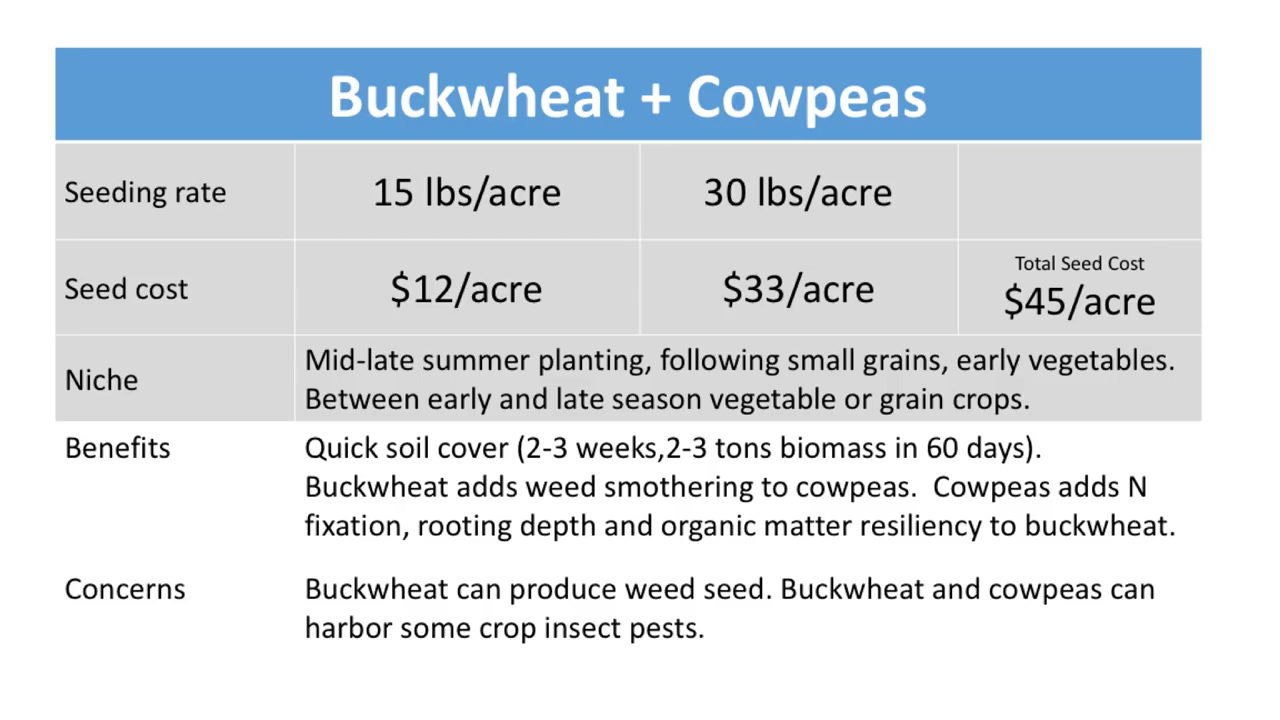 Buckwheat + Cowpeas
Seeding rate
15 lbs/acre
30 lbs/acre
Seed cost
$12/acre
$33/acre
Total Seed Cost
$45/acre
Niche
Mid-late summer planting, following small grains, early vegetables.
Between early and late season vegetable or grain crops.
Benefits
Quick soil cover (2-3 weeks,2-3 tons biomass in 60 days).
Buckwheat adds weed smothering to cowpeas.  Cowpeas adds N
fixation, rooting depth and organic matter resiliency to buckwheat.
Concerns
Buckwheat can produce weed seed. Buckwheat and cowpeas can
harbor some crop insect pests.